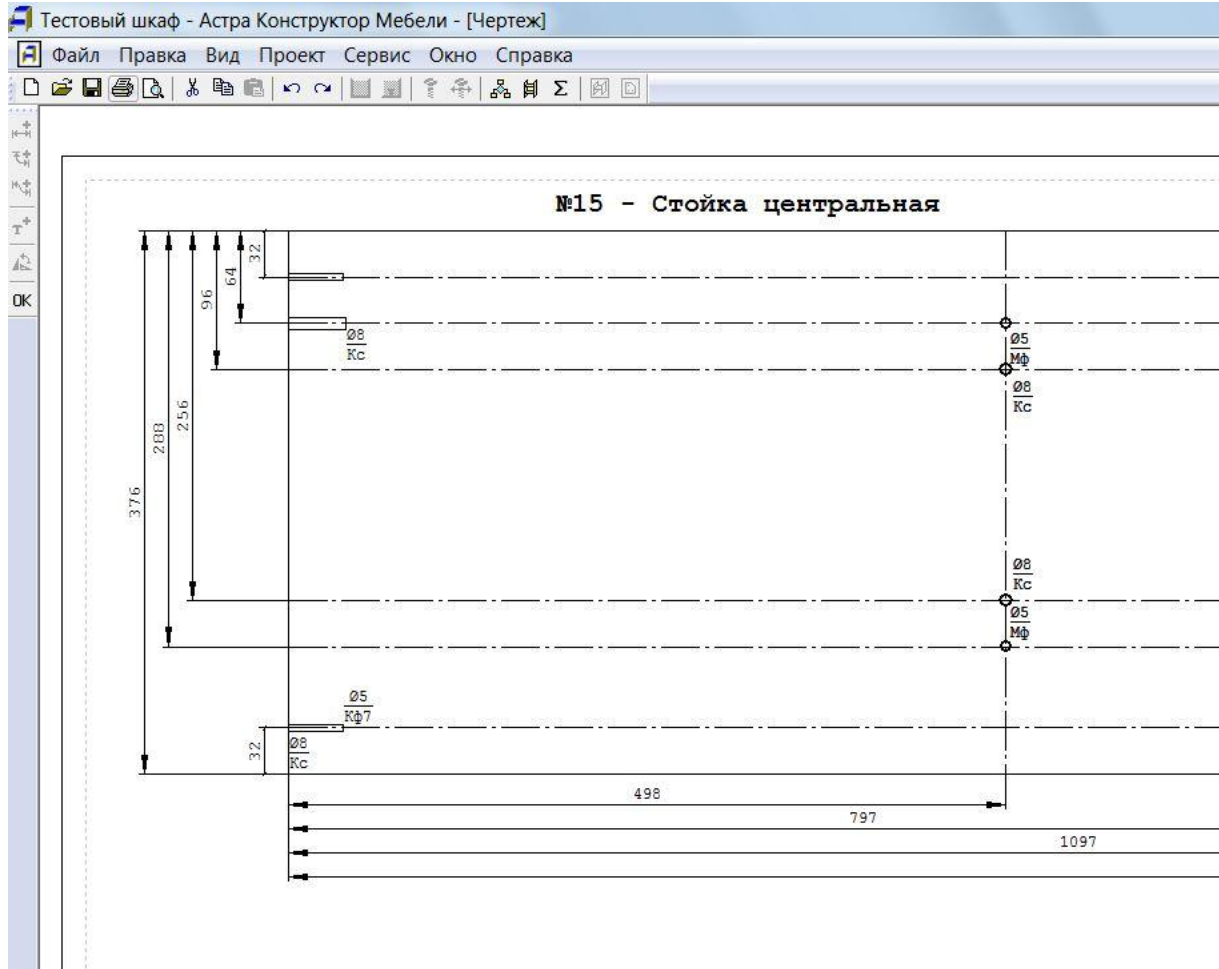 Тестовый шкаф - Астра Конструктор Мебели - [Чертеж]
Файл Правка Вид Проект Сервис Окно Справка
№15 - Стойка центральная
32
64
96
Ø8
Кс
Ø5
Мф
Ø8
Кс
256
288
376
Ø8
Кс
Ø5
Мф
Ø5
Кф7
32
Ø8
Кс
OK
498
797
1097